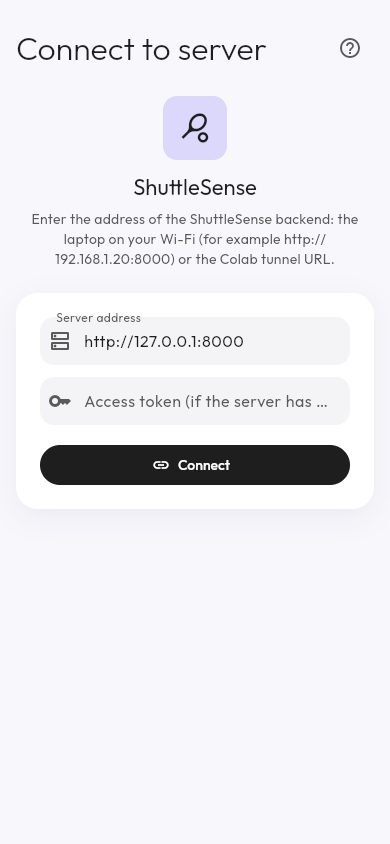 Connect to server
ShuttleSense
Enter the address of the ShuttleSense backend: the
laptop on your Wi-Fi (for example http://
192.168.1.20:8000) or the Colab tunnel URL.
Server address
http://127.0.0.1:8000
Access token (if the server has ...
Connect